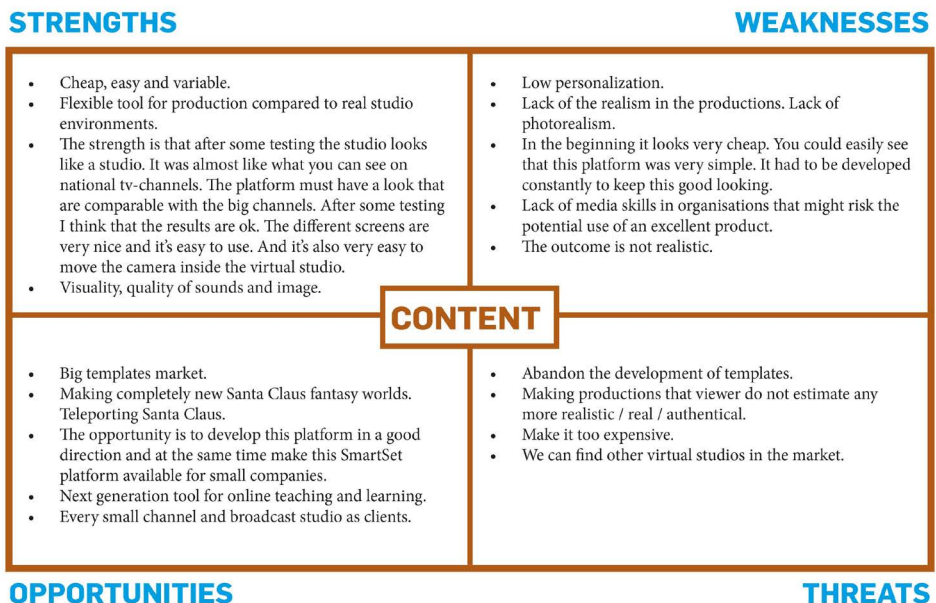 STRENGTHS
WEAKNESSES
• Cheap, easy and variable.
• Flexible tool for production compared to real studio
environments.
• The strength is that after some testing the studio looks
like a studio. It was almost like what you can see on
national tv-channels. The platform must have a look that
are comparable with the big channels. After some testing
I think that the results are ok. The different screens are
very nice and it's easy to use. And it's also very easy to
move the camera inside the virtual studio.
• Visuality, quality of sounds and image.
• Low personalization.
• Lack of the realism in the productions. Lack of
photorealism.
• In the beginning it looks very cheap. You could easily see
that this platform was very simple. It had to be developed
constantly to keep this good looking.
• Lack of media skills in organisations that might risk the
potential use of an excellent product.
• The outcome is not realistic.
CONTENT
• Big templates market.
• Making completely new Santa Claus fantasy worlds.
Teleporting Santa Claus.
• The opportunity is to develop this platform in a good
direction and at the same time make this SmartSet
platform available for small companies.
• Next generation tool for online teaching and learning.
• Every small channel and broadcast studio as clients.
• Abandon the development of templates.
• Making productions that viewer do not estimate any
more realistic / real / authentical.
• Make it too expensive.
• We can find other virtual studios in the market.
OPPORTUNITIES
THREATS